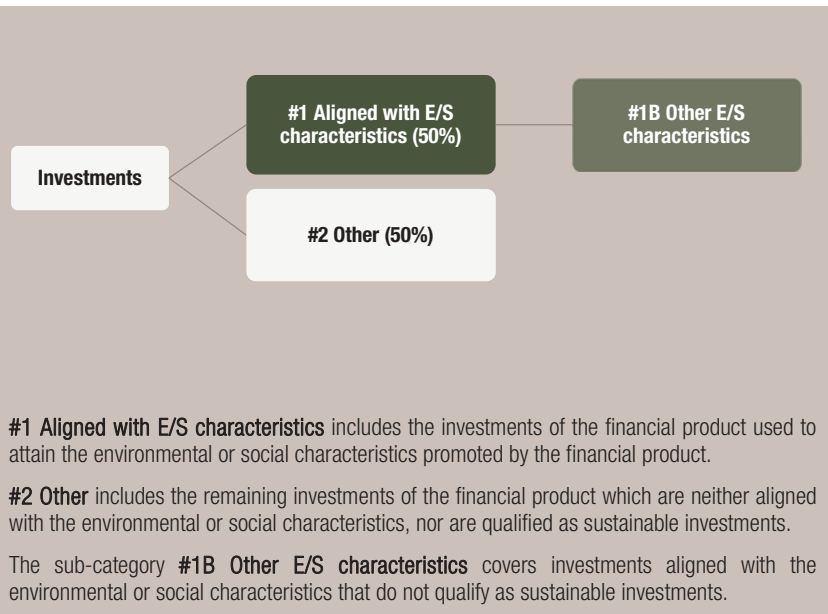 #1 Aligned with E/S
characteristics (50%)
#1B Other E/S
characteristics
Investments
#2 Other (50%)
#1 Aligned with E/S characteristics includes the investments of the financial product used to
attain the environmental or social characteristics promoted by the financial product.
#2 Other includes the remaining investments of the financial product which are neither aligned
with the environmental or social characteristics, nor are qualified as sustainable investments.
The sub-category #1B Other E/S characteristics covers investments aligned with the
environmental or social characteristics that do not qualify as sustainable investments.